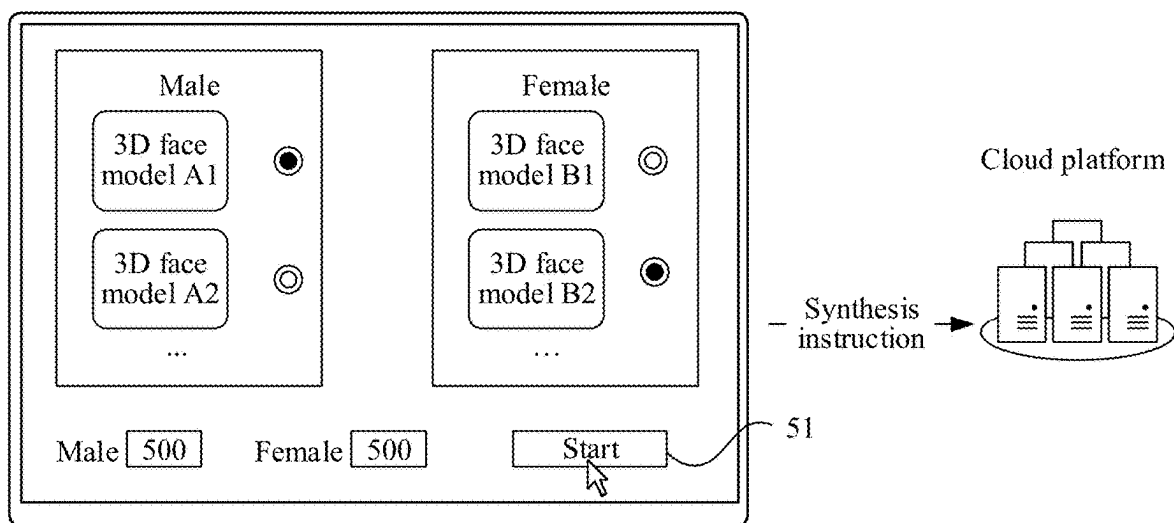 Male
3D face
model A1
3D face
model A2
...
Female
3D face
model B1
3D face
model B2
...
Male 500 Female 500 Start
51
Synthesis
instruction
Cloud platform